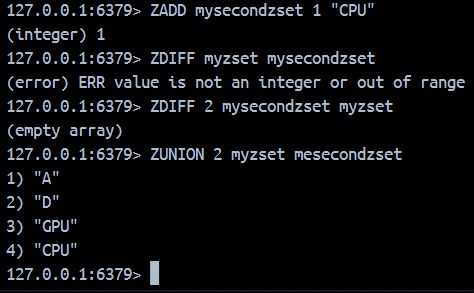 127.0.0.1:6379> ZADD mysecondzset 1 "CPU"
(integer) 1
127.0.0.1:6379> ZDIFF myzset mysecondzset
(error) ERR value is not an integer or out of range
127.0.0.1:6379> ZDIFF 2 mysecondzset myzset
(empty array)
127.0.0.1:6379> ZUNION 2 myzset mesecondzset
1) "A"
2) "D"
3) "GPU"
4) "CPU"
127.0.0.1:6379>